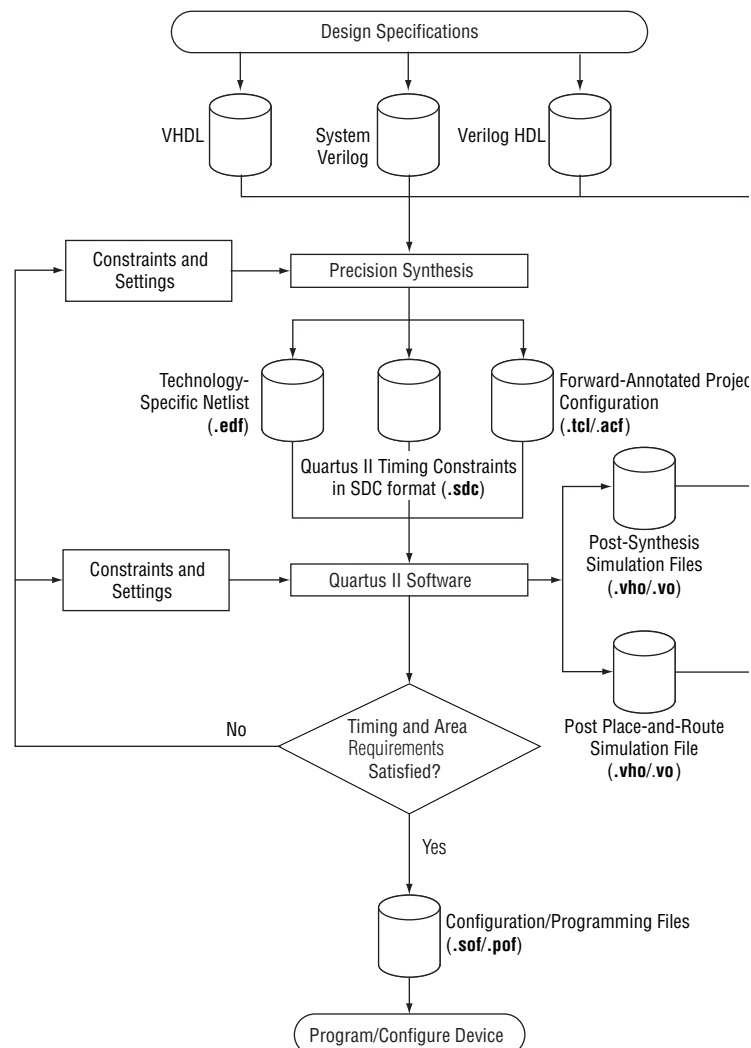 Design Specifications
VHDL
System
Verilog
Verilog HDL
Constraints and
Settings
Precision Synthesis
Technology-
Specific Netlist
(.edf)
Forward-Annotated Projec
Configuration
(.tcl/.acf)
Quartus II Timing Constraints
in SDC format (.sdc)
Constraints and
Settings
Quartus II Software
Post-Synthesis
Simulation Files
(.vho/.vo)
No
Timing and Area
Requirements
Satisfied?
Post Place-and-Route
Simulation File
(.vho/.vo)
Yes
Configuration/Programming Files
(.sof/.pof)
Program/Configure Device